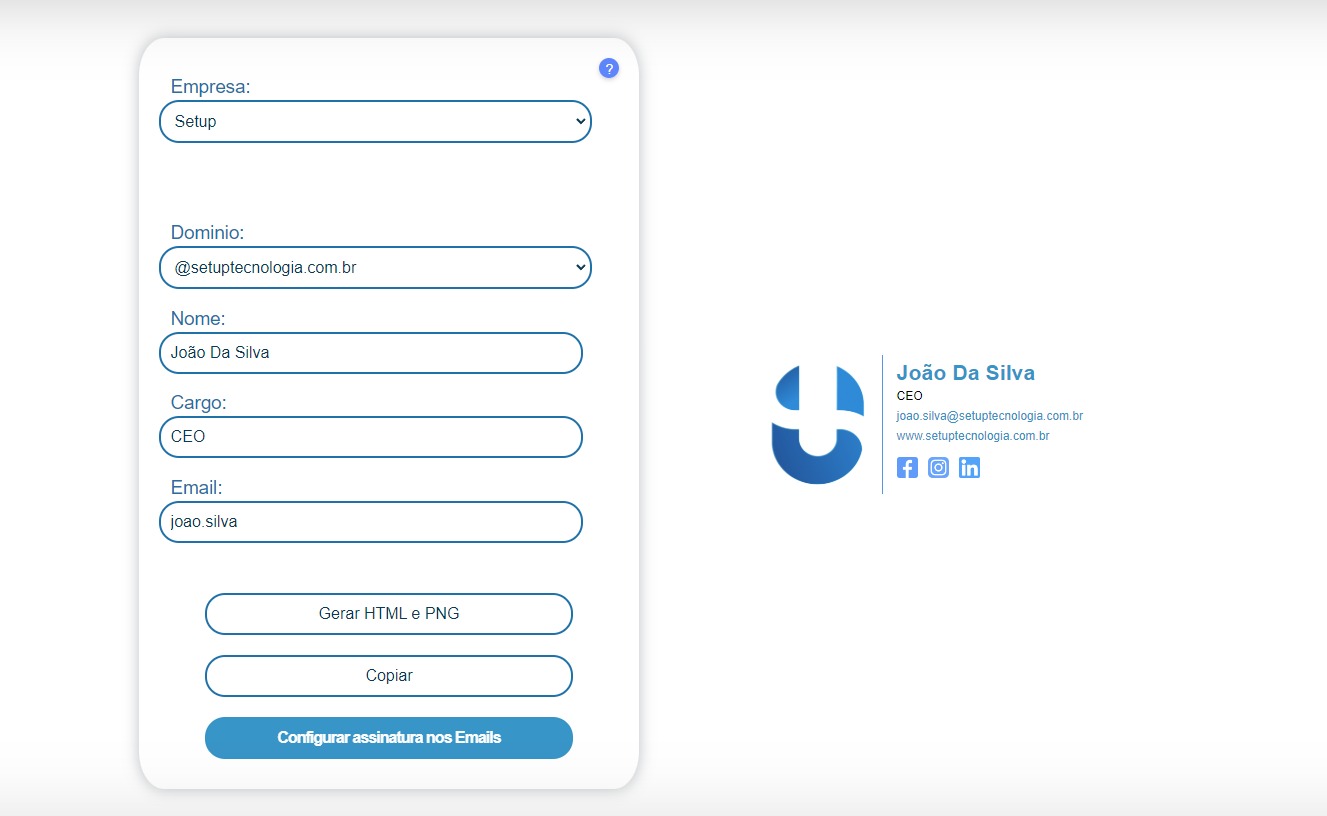 ?
Empresa:
Setup
Dominio:
@setuptecnologia.com.br
Nome:
João Da Silva
Cargo:
CEO
Email:
joao.silva
Gerar HTML e PNG
Copiar
Configurar assinatura nos Emails
João Da Silva
CEO
joao.silva@setuptecnologia.com.br
www.setuptecnologia.com.br